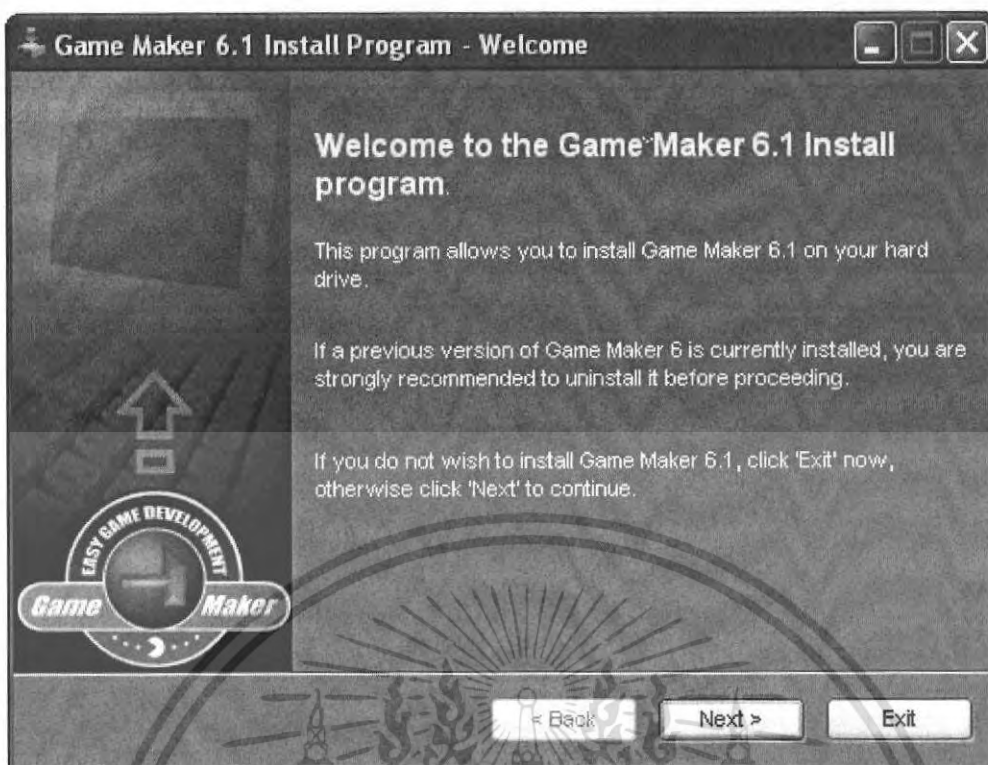 Game Maker 6.1 Install Program - Welcome
Welcome to the Game Maker 6.1 Install
program.
This program allows you to install Game Maker 6.1 on your hard
drive.
If a previous version of Game Maker 6 is currently installed, you are
strongly recommended to uninstall it before proceeding.
If you do not wish to install Game Maker 6.1, click 'Exit' now,
otherwise click 'Next' to continue.
EASY GAME DEVELOPMENT
Game Maker
< Back
Next >
Exit